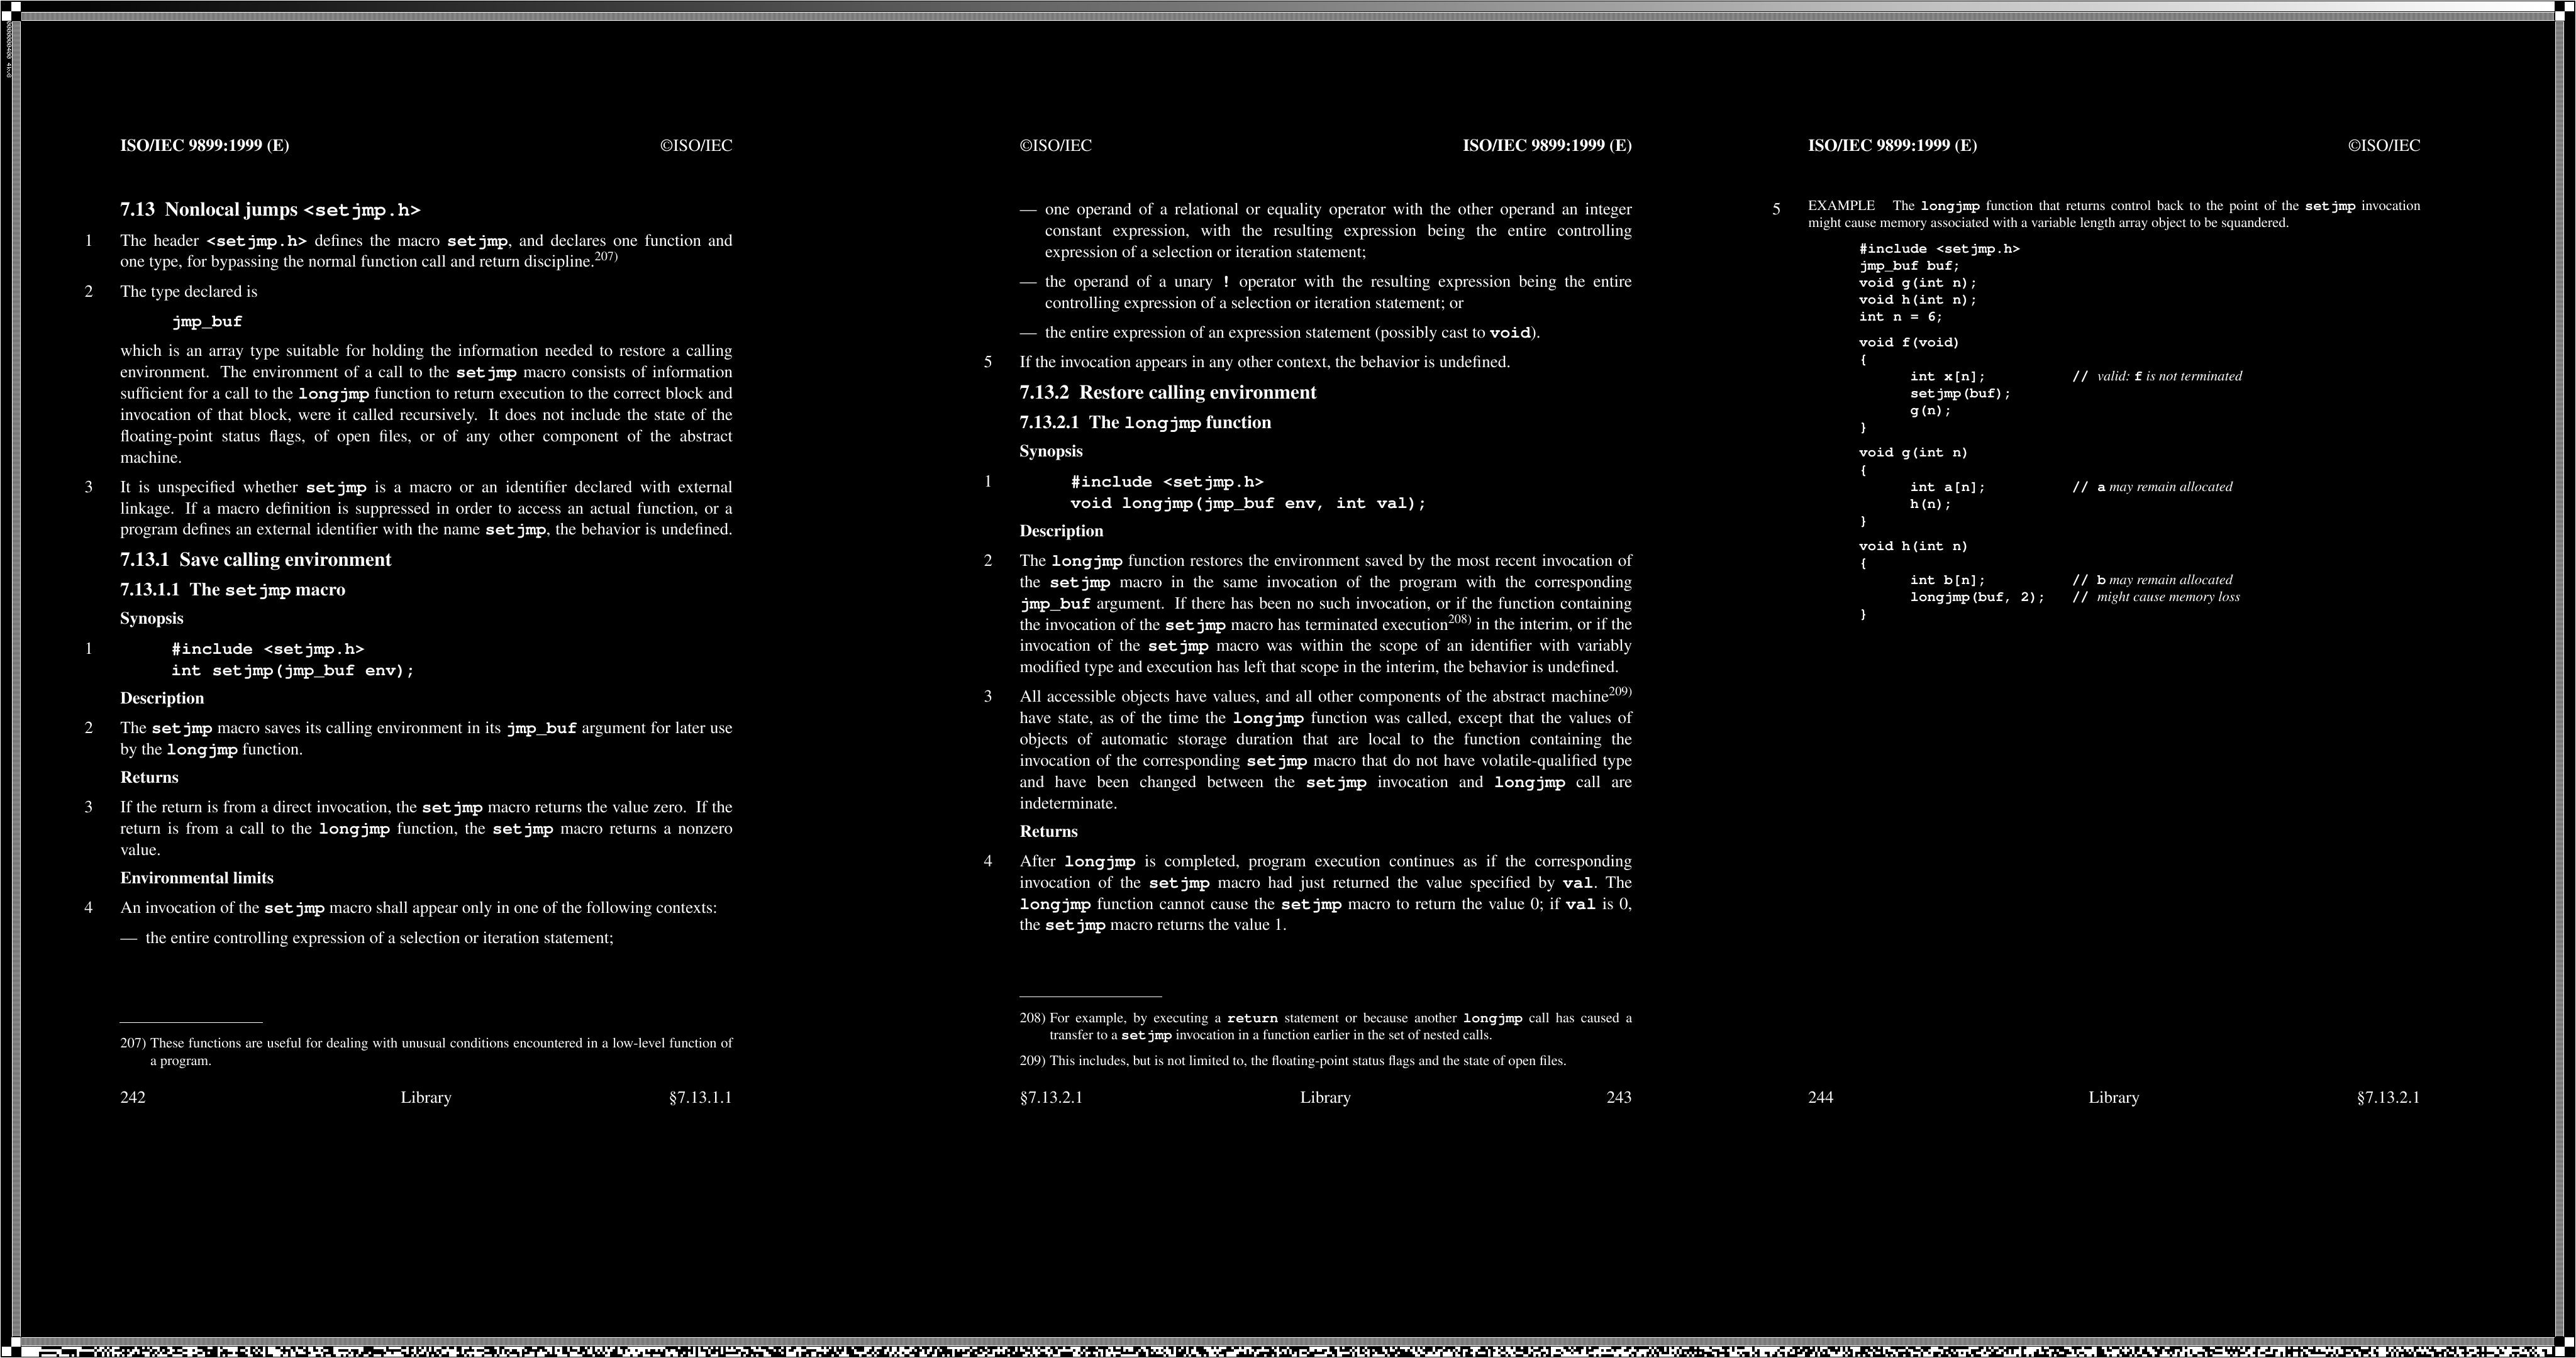 ISO/IEC 9899:1999 (E) ©ISO/IEC
7.13 Nonlocal jumps <setjmp.h>
1 The header <setjmp.h> defines the macro setjmp, and declares one function and
one type, for bypassing the normal function call and return discipline.207)
2 The type declared is
jmp_buf
which is an array type suitable for holding the information needed to restore a calling
environment. The environment of a call to the setjmp macro consists of information
sufficient for a call to the longjmp function to return execution to the correct block and
invocation of that block, were it called recursively. It does not include the state of the
floating-point status flags, of open files, or of any other component of the abstract
machine.
3 It is unspecified whether setjmp is a macro or an identifier declared with external
linkage. If a macro definition is suppressed in order to access an actual function, or a
program defines an external identifier with the name setjmp, the behavior is undefined.
7.13.1 Save calling environment
7.13.1.1 The setjmp macro
Synopsis
1 #include <setjmp.h>
int setjmp(jmp_buf env);
Description
2 The setjmp macro saves its calling environment in its jmp_buf argument for later use
by the longjmp function.
Returns
3 If the return is from a direct invocation, the setjmp macro returns the value zero. If the
return is from a call to the longjmp function, the setjmp macro returns a nonzero
value.
Environmental limits
4 An invocation of the setjmp macro shall appear only in one of the following contexts:
— the entire controlling expression of a selection or iteration statement;
207) These functions are useful for dealing with unusual conditions encountered in a low-level function of
a program.
242 Library §7.13.1.1
©ISO/IEC ISO/IEC 9899:1999 (E)
— one operand of a relational or equality operator with the other operand an integer
constant expression, with the resulting expression being the entire controlling
expression of a selection or iteration statement;
— the operand of a unary ! operator with the resulting expression being the entire
controlling expression of a selection or iteration statement; or
— the entire expression of an expression statement (possibly cast to void).
5 If the invocation appears in any other context, the behavior is undefined.
7.13.2 Restore calling environment
7.13.2.1 The longjmp function
Synopsis
1 #include <setjmp.h>
void longjmp(jmp_buf env, int val);
Description
2 The longjmp function restores the environment saved by the most recent invocation of
the setjmp macro in the same invocation of the program with the corresponding
jmp_buf argument. If there has been no such invocation, or if the function containing
the invocation of the setjmp macro has terminated execution208) in the interim, or if the
invocation of the setjmp macro was within the scope of an identifier with variably
modified type and execution has left that scope in the interim, the behavior is undefined.
3 All accessible objects have values, and all other components of the abstract machine209)
have state, as of the time the longjmp function was called, except that the values of
objects of automatic storage duration that are local to the function containing the
invocation of the corresponding setjmp macro that do not have volatile-qualified type
and have been changed between the setjmp invocation and longjmp call are
indeterminate.
Returns
4 After longjmp is completed, program execution continues as if the corresponding
invocation of the setjmp macro had just returned the value specified by val. The
longjmp function cannot cause the setjmp macro to return the value 0; if val is 0,
the setjmp macro returns the value 1.
208) For example, by executing a return statement or because another longjmp call has caused a
transfer to a setjmp invocation in a function earlier in the set of nested calls.
209) This includes, but is not limited to, the floating-point status flags and the state of open files.
§7.13.2.1 Library 243
ISO/IEC 9899:1999 (E) ©ISO/IEC
5 EXAMPLE The longjmp function that returns control back to the point of the setjmp invocation
might cause memory associated with a variable length array object to be squandered.
#include <setjmp.h>
jmp_buf buf;
void g(int n);
void h(int n);
int n = 6;
void f(void)
{
int x[n]; // valid: f is not terminated
setjmp(buf);
g(n);
}
void g(int n)
{
int a[n]; // a may remain allocated
h(n);
}
void h(int n)
{
int b[n]; // b may remain allocated
longjmp(buf, 2); // might cause memory loss
}
244 Library §7.13.2.1